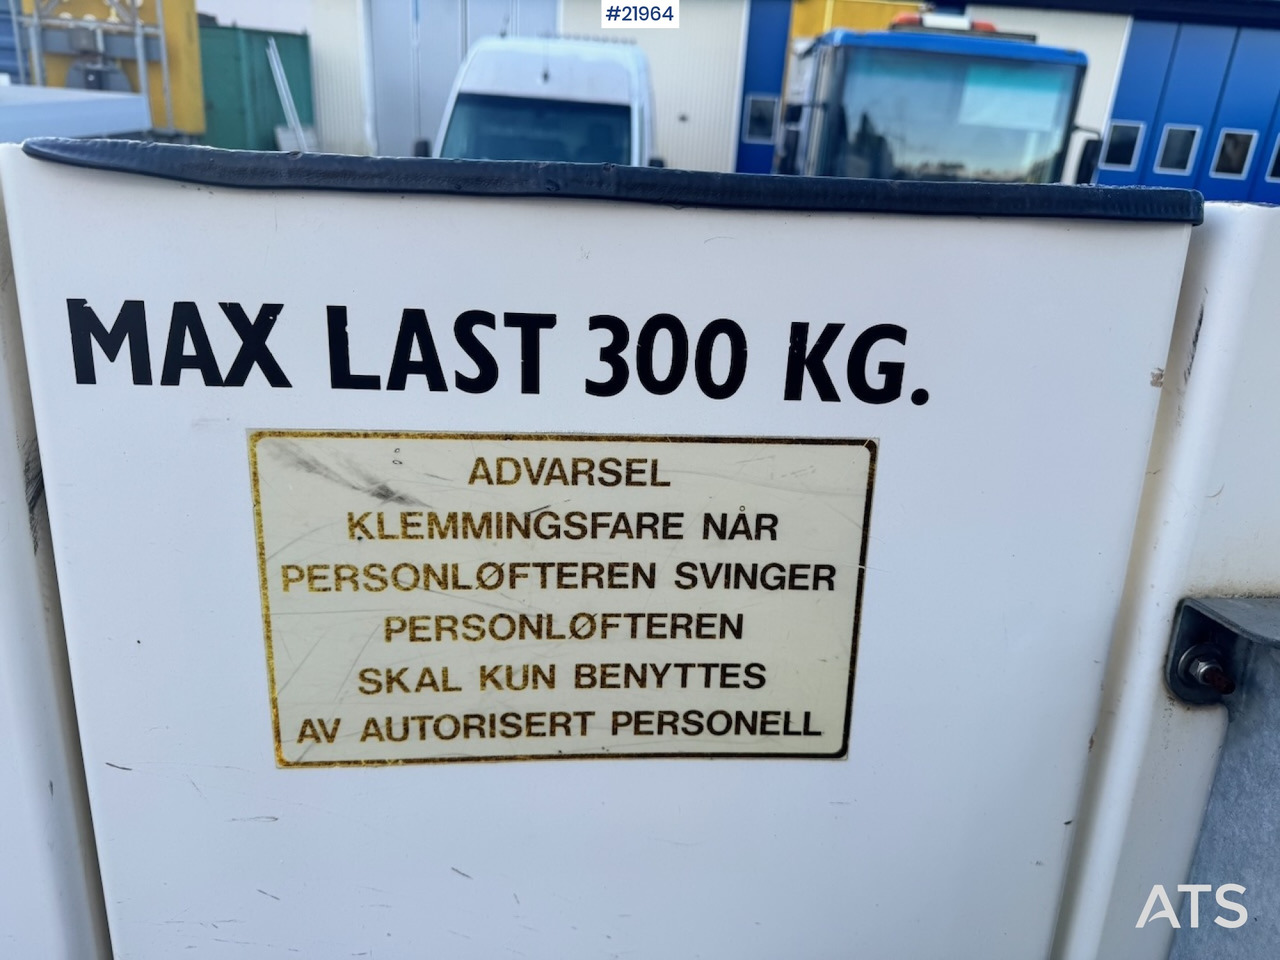 #21964
MAX LAST 300 KG.
ADVARSEL
KLEMMINGSFARE NÅR
PERSONLØFTEREN SVINGER
PERSONLØFTEREN
SKAL KUN BENYTTES
AV AUTORISERT PERSONELL
ATS